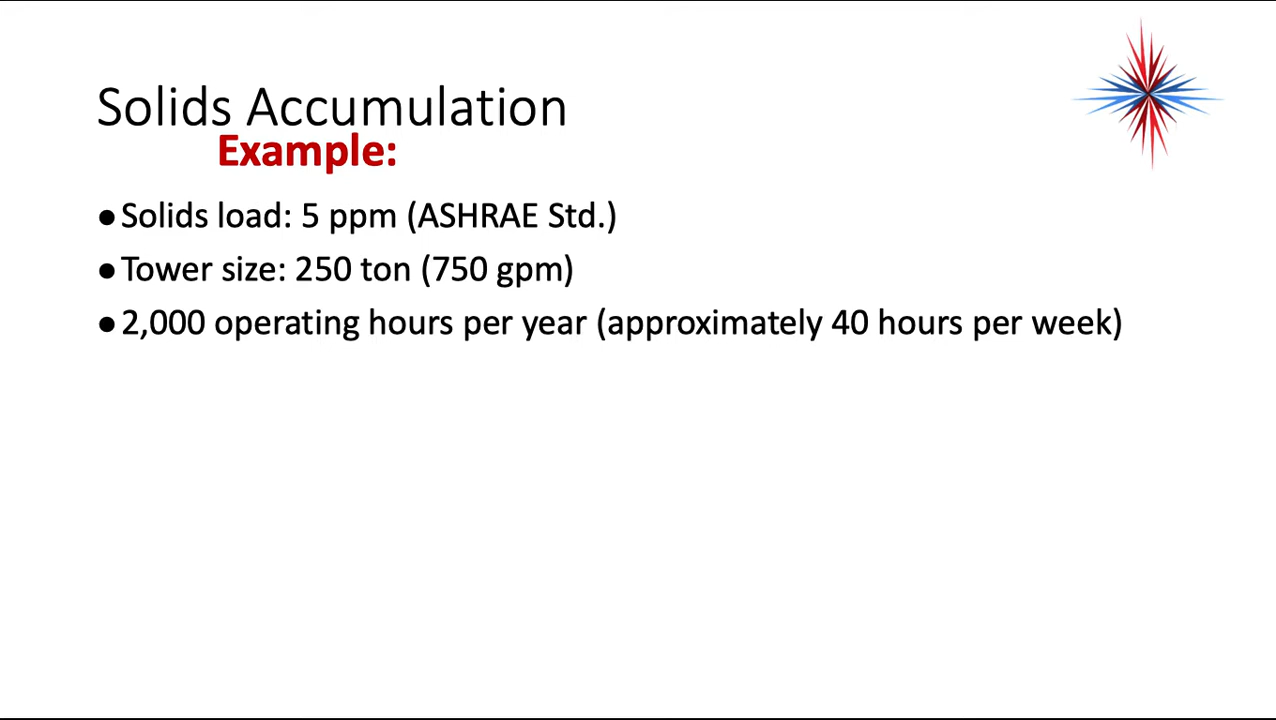 Solids Accumulation
Example:
●Solids load: 5 ppm (ASHRAE Std.)
●Tower size: 250 ton (750 gpm)
●2,000 operating hours per year (approximately 40 hours per week)